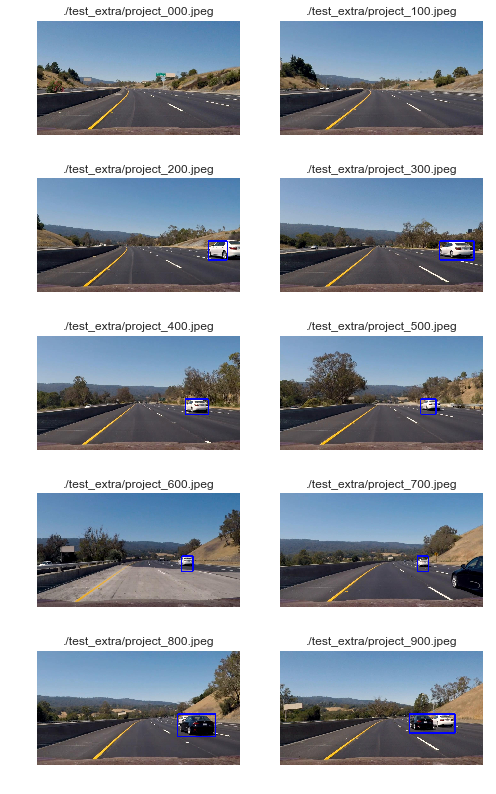 ./test_extra/project_000.jpeg
./test_extra/project_100.jpeg
./test_extra/project_200.jpeg
./test_extra/project_300.jpeg
./test_extra/project_400.jpeg
./test_extra/project_500.jpeg
./test_extra/project_600.jpeg
./test_extra/project_700.jpeg
./test_extra/project_800.jpeg
./test_extra/project_900.jpeg